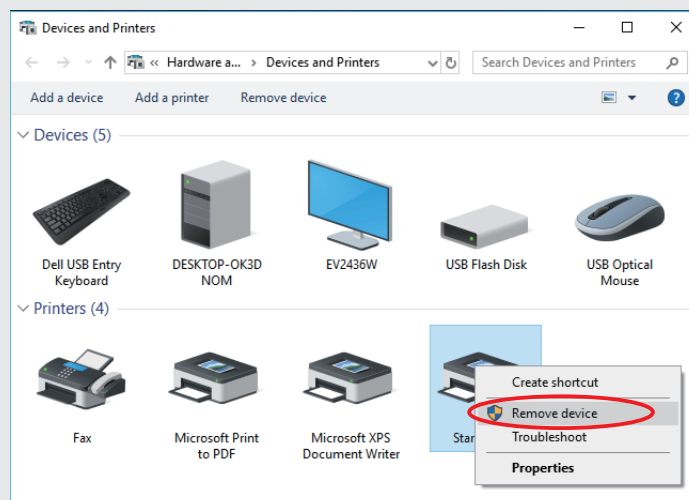 Devices and Printers
« Hardware a... > Devices and Printers
Search Devices and Printers
Add a device
Add a printer
Remove device
?
Devices (5)
Dell USB Entry
Keyboard
DESKTOP-OK3D
NOM
EV2436W
USB Flash Disk
USB Optical
Mouse
Printers (4)
Fax
Microsoft Print
to PDF
Microsoft XPS
Document Writer
Create shortcut
Remove device
Troubleshoot
Properties